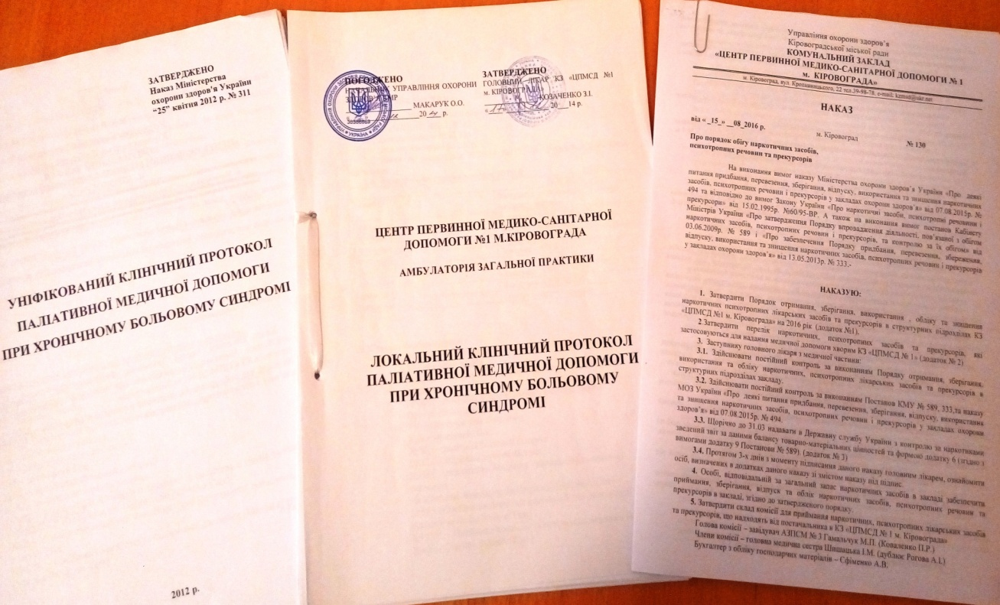 ЗАТВЕРДЖЕНО
Наказ Міністерства
охорони здоров'я України
“25” квітня 2012 р. № 311
УНІФІКОВАНИЙ КЛІНІЧНИЙ ПРОТОКОЛ
ПАЛІАТИВНОЇ МЕДИЧНОЇ ДОПОМОГИ
ПРИ ХРОНІЧНОМУ БОЛЬОВОМУ СИНДРОМІ
2012 р.
ПОГОДЖЕНО
НАЧАЛЬНИК УПРАВЛІННЯ ОХОРОНИ
МАКАРУК О.О.
20 р.
УКРАЇНА
ЗАТВЕРДЖЕНО
ГОЛОВНИЙ ЛІКАР КЗ «ЦПМСД №1
м. КІРОВОГРАДА»
КОЗАЧЕНКО З.І.
«17» 20 14 р.
ЦЕНТР ПЕРВИННОЇ МЕДИКО-САНІТАРНОЇ
ДОПОМОГИ №1 М.КІРОВОГРАДА
АМБУЛАТОРІЯ ЗАГАЛЬНОЇ ПРАКТИКИ
ЛОКАЛЬНИЙ КЛІНІЧНИЙ ПРОТОКОЛ
ПАЛІАТИВНОЇ МЕДИЧНОЇ ДОПОМОГИ
ПРИ ХРОНІЧНОМУ БОЛЬОВОМУ
СИНДРОМІ
Управління охорони здоров’я
Кіровоградської міської ради
КОМУНАЛЬНИЙ ЗАКЛАД
«ЦЕНТР ПЕРВИННОЇ МЕДИКО-САНІТАРНОЇ ДОПОМОГИ № 1
м. КІРОВОГРАДА»
м. Кіровоград, вул. Кропивницького, 22 тел.39-98-78. e-mail:
НАКАЗ
від « _15_» __08_2016 р.
м. Кіровоград № 130
Про порядок обігу наркотичних засобів,
психотропних речовин та прекурсорів
На виконання вимог наказу Міністерства охорони здоров’я України «Про деякі
питання придбання, перевезення, зберігання, відпуску, використання та знищення наркотичних
засобів, психотропних речовин і прекурсорів у закладах охорони здоров’я» від 07.08.2015р. №
494 та відповідно до вимог Закону України «Про наркотичні засоби, психотропні речовини і
прекурсори» від 15.02.1995р. №60/95-ВР. А також на виконання вимог постанов Кабінету
Міністрів України «Про затвердження Порядку впровадження діяльності, пов’язаної з обігом
наркотичних засобів, психотропних речовин і прекурсорів, та контролю за їх обігом» від
03.06.2009р. № 589 і «Про забезпечення Порядку придбання, перевезення, збереження,
відпуску, використання та знищення наркотичних засобів, психотропних речовин і прекурсорів
у закладах охорони здоров’я» від 13.05.2013р. № 333,-
НАКАЗУЮ:
1. Затвердити Порядок отримання, зберігання, використання , обліку та знищення
наркотичних психотропних лікарських засобів та прекурсорів в структурних підрозділах КЗ
«ЦПМСД №1 м. Кіровограда» на 2016 рік (додаток №1).
2 Затвердити перелік наркотичних, психотропних засобів та прекурсорів, які
застосовуються для надання медичної допомоги хворим КЗ «ЦПМСД № 1» (додаток № 2)
3. Заступнику головного лікаря з медичної частини:
3.1. Здійснювати постійний контроль за виконанням Порядку отримання, зберігання,
використання та обліку наркотичних, психотропних лікарських засобів та прекурсорів в
структурних підрозділах закладу.
3.2. Здійснювати постійний контроль за виконанням Постанов КМУ № 589, 333,та наказу
МОЗ України «Про деякі питання придбання, перевезення, зберігання, відпуску, використання
та знищення наркотичних засобів, психотропних речовин і прекурсорів у закладах охорони
здоров’я» від 07.08.2015р. № 494.
3.3. Щорічно до 31.03 надавати в Державну службу України з контролю за наркотиками
зведений звіт за даними балансу товарно-матеріальних цінностей та формою додатку 6 (згідно з
вимогами додатку 9 Постанови № 589). (додаток № 3)
3.4. Протягом 3-х днів з моменту підписання даного наказу головним лікарем, ознайомити
осіб, визначених в додатках даного наказу зі змістом наказу під підпис.
4. Особі, відповідальній за загальний запас наркотичних засобів в закладі забезпечити
приймання, зберігання, відпуск та облік наркотичних засобів, психотропних речовин та
прекурсорів в закладі, згідно до затвердженого порядку.
5. Затвердити склад комісії для приймання наркотичних, психотропних лікарських засобів
та прекурсорів, що надходять від постачальника в КЗ «ЦПМСД № 1 м. Кіровограда»
Голова комісії – завідувач АЗПСМ № 3 Гамальчук М.П. (Коваленко П.Р.)
Члени комісії – головна медична сестра Шишацька І.М. (дублює Рогова А.І.)
Бухгалтер з обліку господарчих матеріалів – Єфіменко А.В.